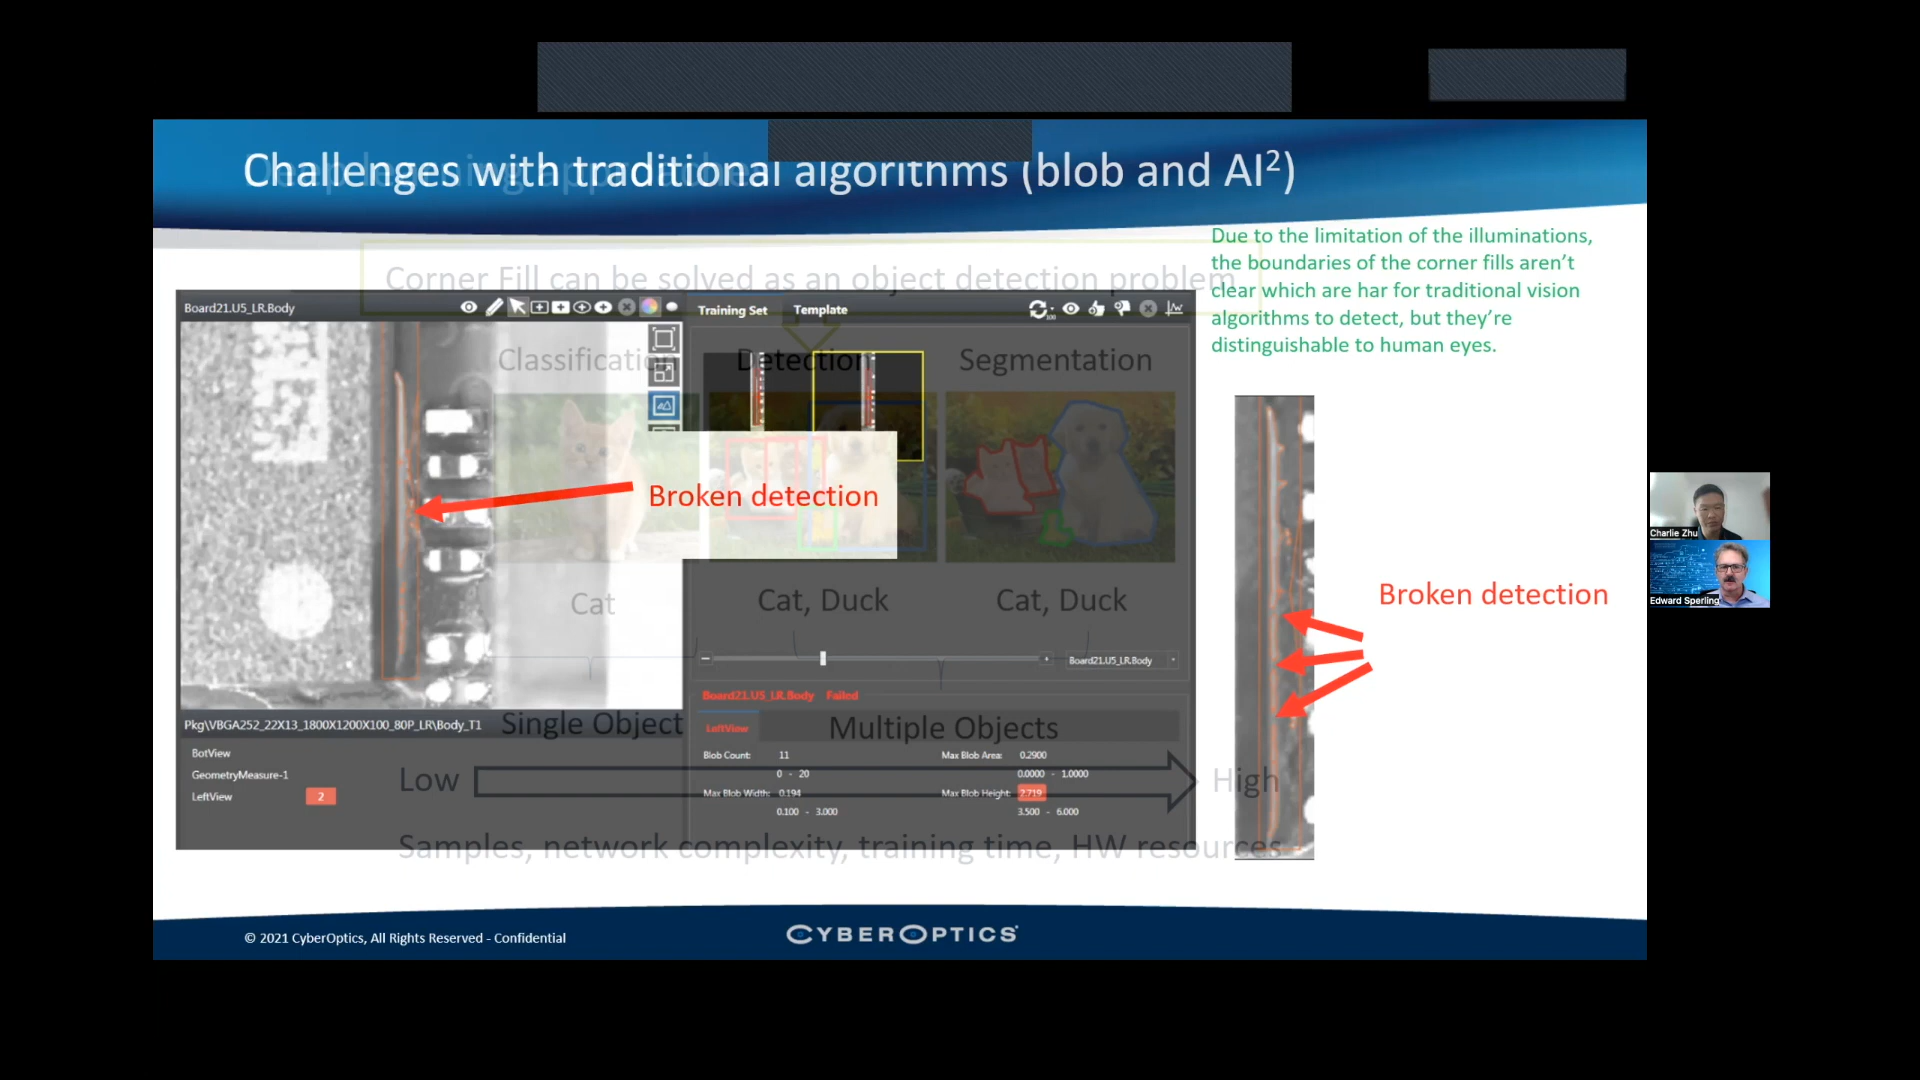 Challenges with traditional algorithms (blob and AI²)
Due to the limitation of the illuminations,
the boundaries of the corner fills aren't
clear which are har for traditional vision
algorithms to detect, but they're
distinguishable to human eyes.
Corner Fill can be solved as an object detection problem
Board21.U5_LR.Body
Training Set
Template
Classification
Detection
Segmentation
Broken detection
Broken detection
Cat
Cat, Duck
Cat, Duck
Board21.U5_LR.Body
Board21.U5_LR.Body Failed
Pkg\VBGA252_22X13_1800X1200X100_80P_LR\Body_T1
Single Object
LeftView
Multiple Objects
BotView
GeometryMeasure-1
LeftView 2
Blob Count: 11
0 - 20
Max Blob Area: 0.2900
0.0000 - 1.0000
Max Blob Width: 0.194
0.100 - 3.000
Max Blob Height: 2.719
3.500 - 6.000
Low
High
Samples, network complexity, training time, HW resources
Charlie Zhu
Edward Sperling
© 2021 CyberOptics, All Rights Reserved - Confidential
CYBEROPTICS